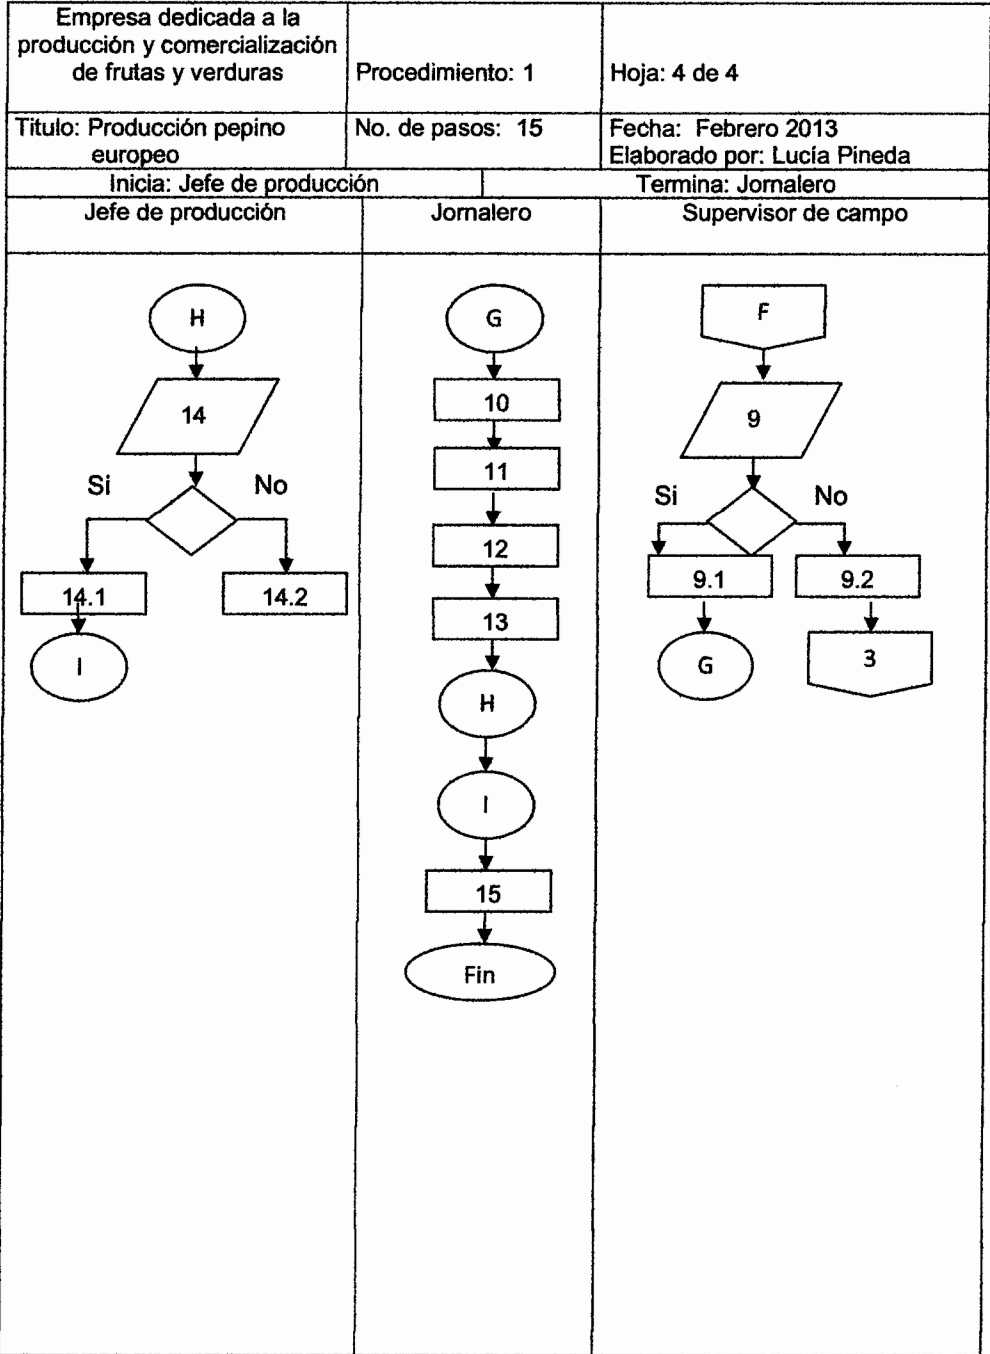 Empresa dedicada a la
producción y comercialización
de frutas y verduras
Procedimiento: 1
Hoja: 4 de 4
Titulo: Producción pepino
europeo
No. de pasos: 15
Fecha: Febrero 2013
Elaborado por: Lucía Pineda
Inicia: Jefe de producción
Termina: Jornalero
Jefe de producción
Jornalero
Supervisor de campo
H
14
Si
No
14.1
14.2
I
G
10
11
12
13
H
I
15
Fin
F
9
Si
No
9.1
9.2
G
3